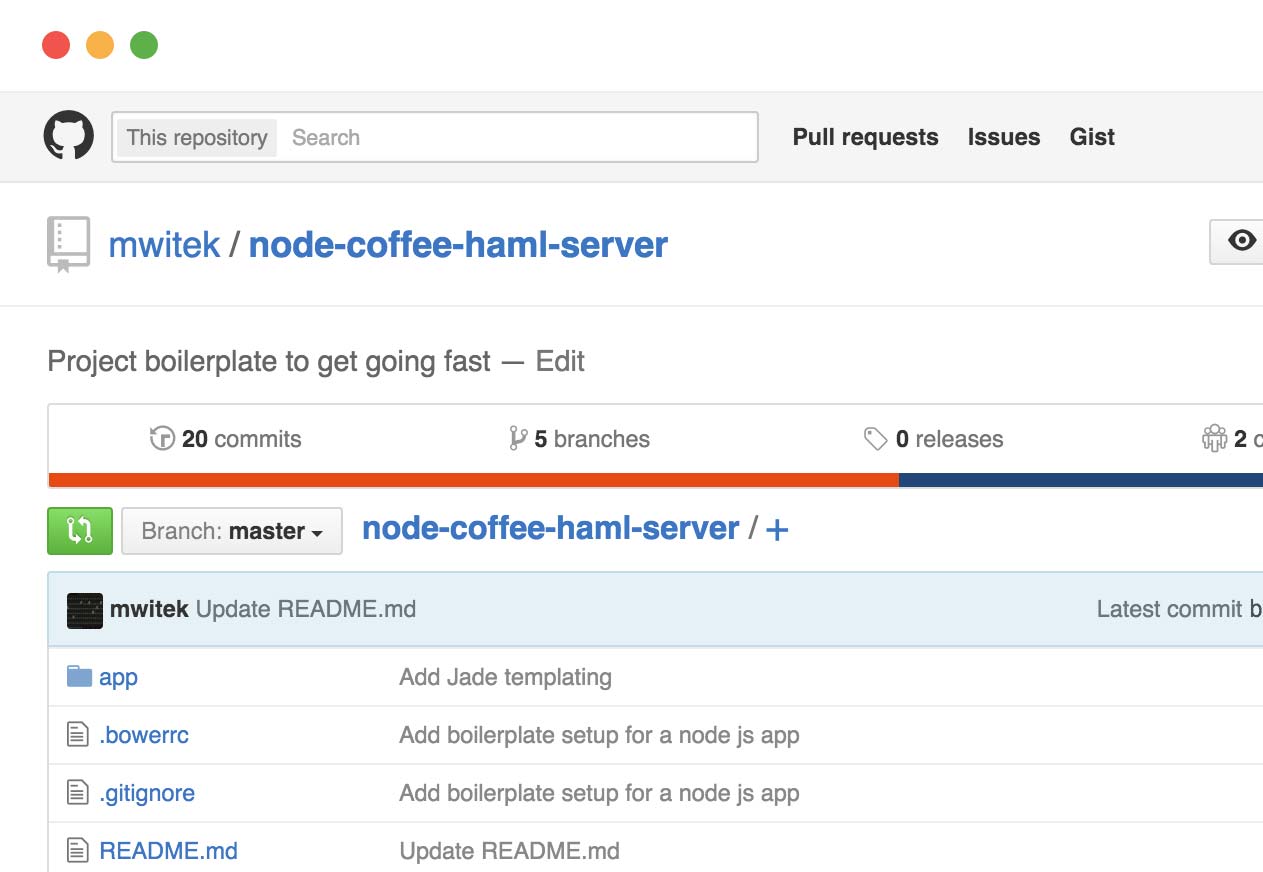 This repository Search Pull requests Issues Gist
mwitek / node-coffee-haml-server
Project boilerplate to get going fast — Edit
20 commits 5 branches 0 releases 2
Branch: master node-coffee-haml-server / +
mwitek Update README.md Latest commit
app Add Jade templating
.bowerrc Add boilerplate setup for a node js app
.gitignore Add boilerplate setup for a node js app
README.md Update README.md